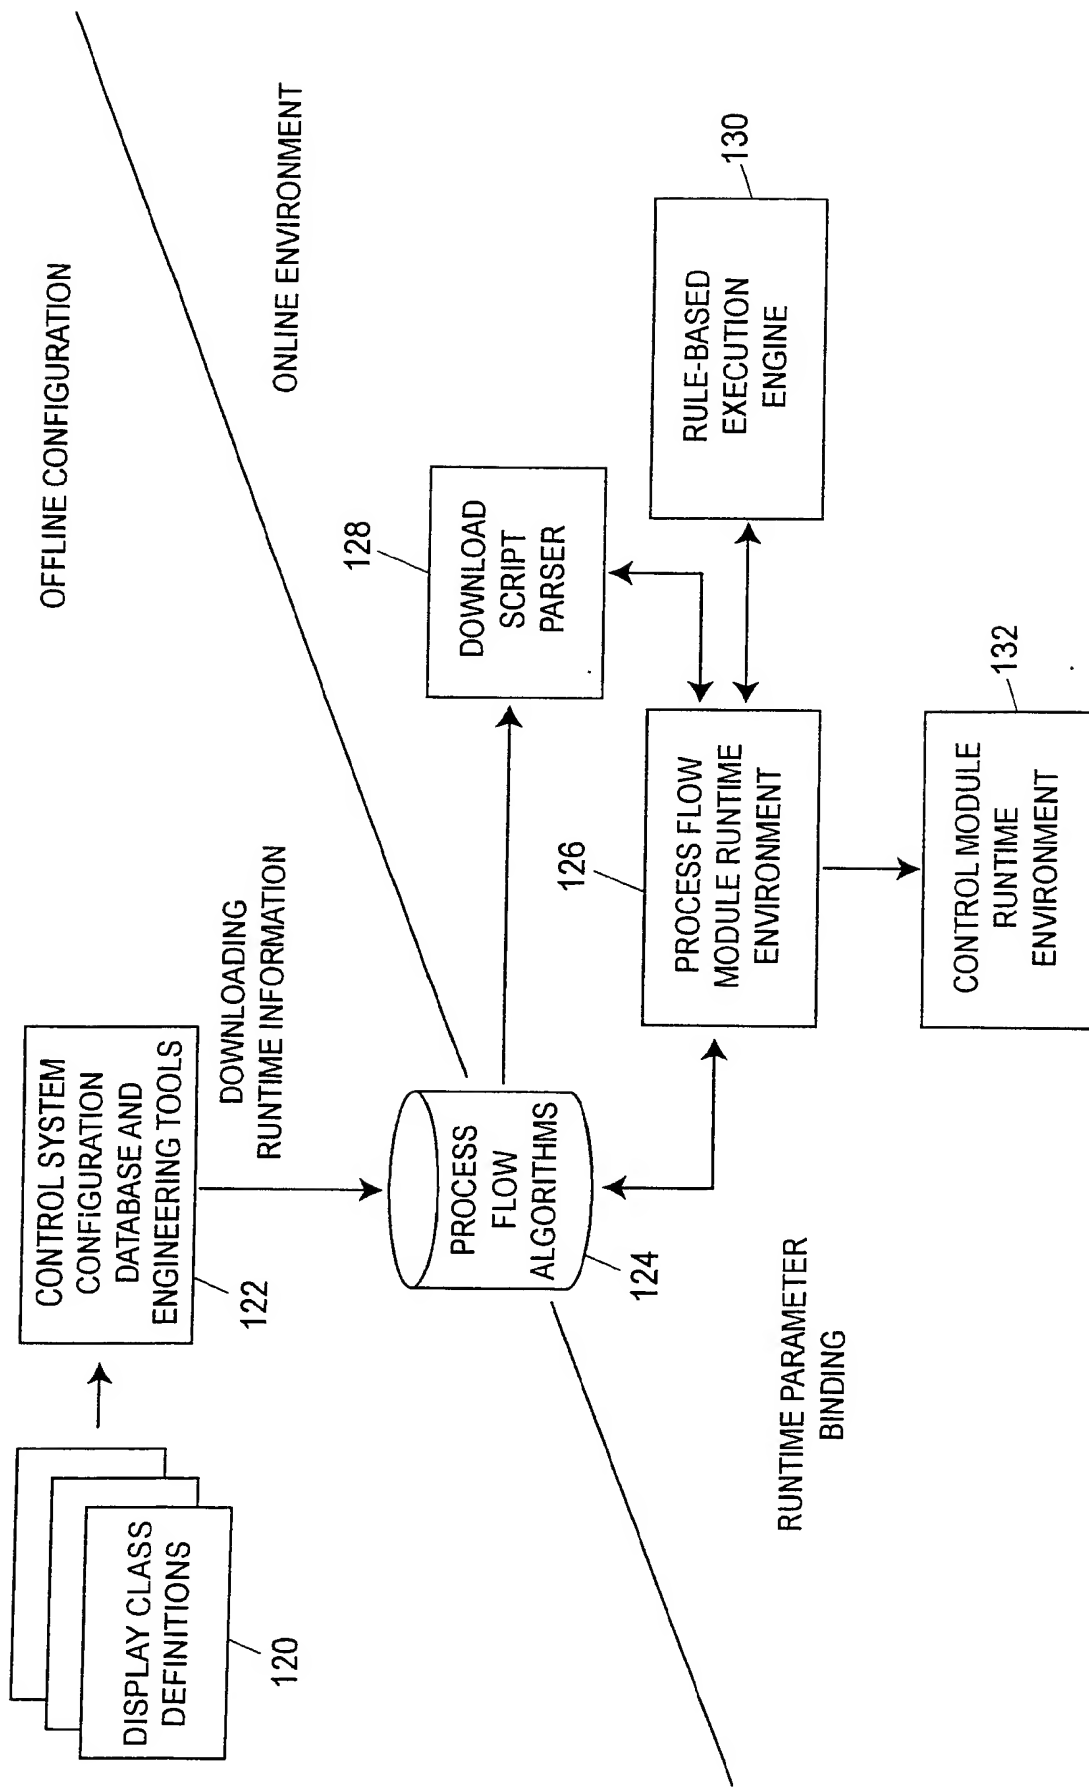 OFFLINE CONFIGURATION
ONLINE ENVIRONMENT
DISPLAY CLASS
DEFINITIONS
120
CONTROL SYSTEM
CONFIGURATION
DATABASE AND
ENGINEERING TOOLS
122
DOWNLOADING
RUNTIME INFORMATION
PROCESS
FLOW
ALGORITHMS
124
128
DOWNLOAD
SCRIPT
PARSER
130
RULE-BASED
EXECUTION
ENGINE
126
PROCESS FLOW
MODULE RUNTIME
ENVIRONMENT
RUNTIME PARAMETER
BINDING
132
CONTROL MODULE
RUNTIME
ENVIRONMENT